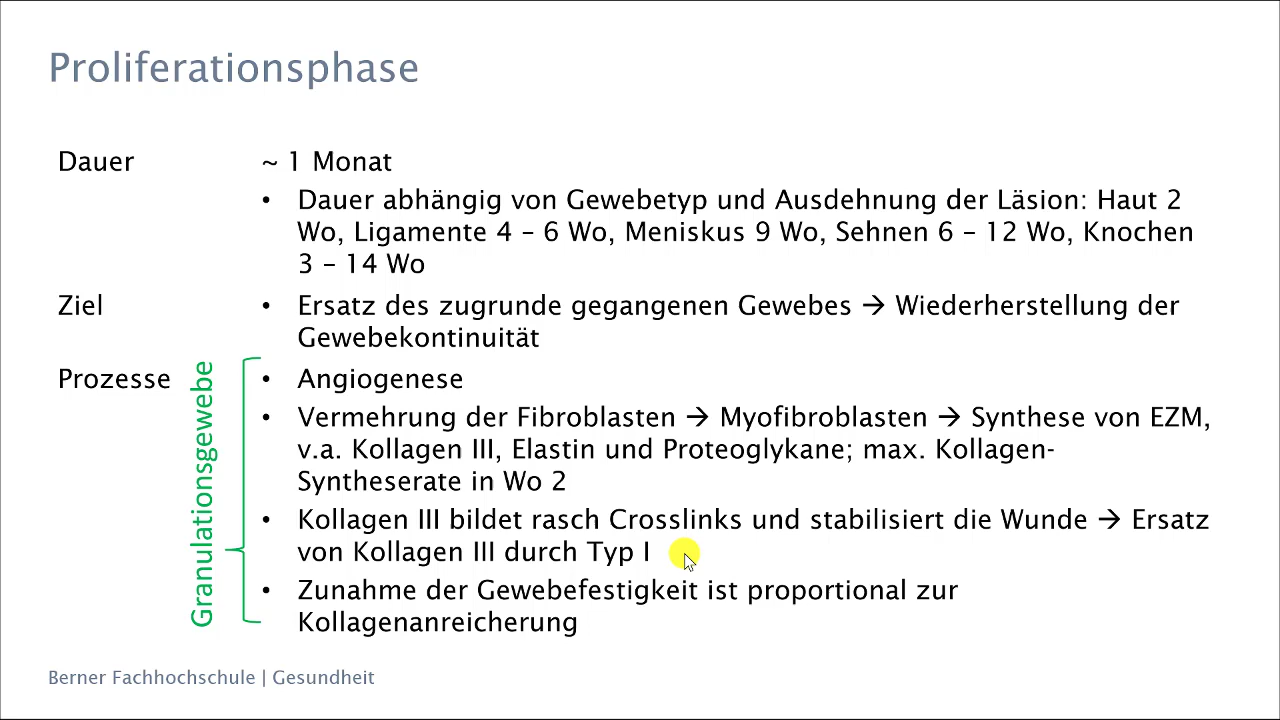 Proliferationsphase
Dauer
~ 1 Monat
• Dauer abhängig von Gewebetyp und Ausdehnung der Läsion: Haut 2
Wo, Ligamente 4 – 6 Wo, Meniskus 9 Wo, Sehnen 6 – 12 Wo, Knochen
3 – 14 Wo
Ziel
• Ersatz des zugrunde gegangenen Gewebes → Wiederherstellung der
Gewebekontinuität
Prozesse
Granulationsgewebe
• Angiogenese
• Vermehrung der Fibroblasten → Myofibroblasten → Synthese von EZM,
v.a. Kollagen III, Elastin und Proteoglykane; max. Kollagen-
Syntheserate in Wo 2
• Kollagen III bildet rasch Crosslinks und stabilisiert die Wunde → Ersatz
von Kollagen III durch Typ I
• Zunahme der Gewebefestigkeit ist proportional zur
Kollagenanreicherung
Berner Fachhochschule | Gesundheit